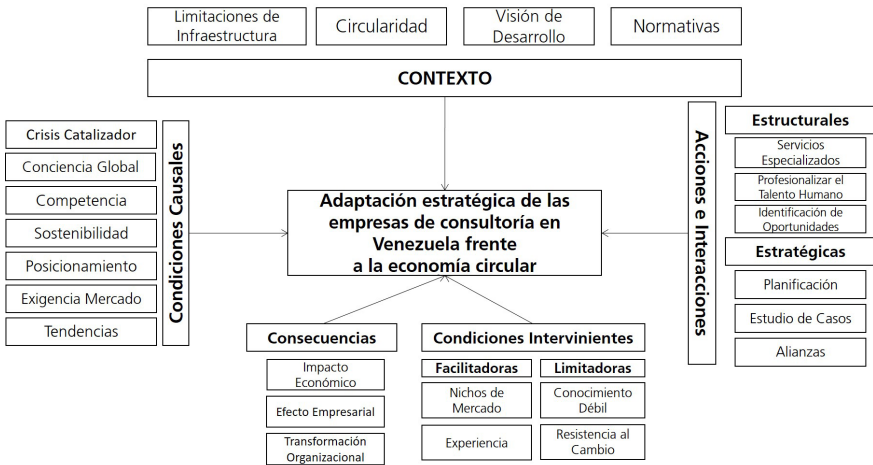 Limitaciones de
Infraestructura
Circularidad
Visión de
Desarrollo
Normativas
CONTEXTO
Crisis Catalizador
Conciencia Global
Competencia
Sostenibilidad
Posicionamiento
Exigencia Mercado
Tendencias
Condiciones Causales
Adaptación estratégica de las
empresas de consultoría en
Venezuela frente
a la economía circular
Acciones e Interacciones
Estructurales
Servicios
Especializados
Profesionalizar el
Talento Humano
Identificación de
Oportunidades
Estratégicas
Planificación
Estudio de Casos
Alianzas
Consecuencias
Impacto
Económico
Efecto Empresarial
Transformación
Organizacional
Condiciones Intervinientes
Facilitadoras
Nichos de
Mercado
Experiencia
Limitadoras
Conocimiento
Débil
Resistencia al
Cambio